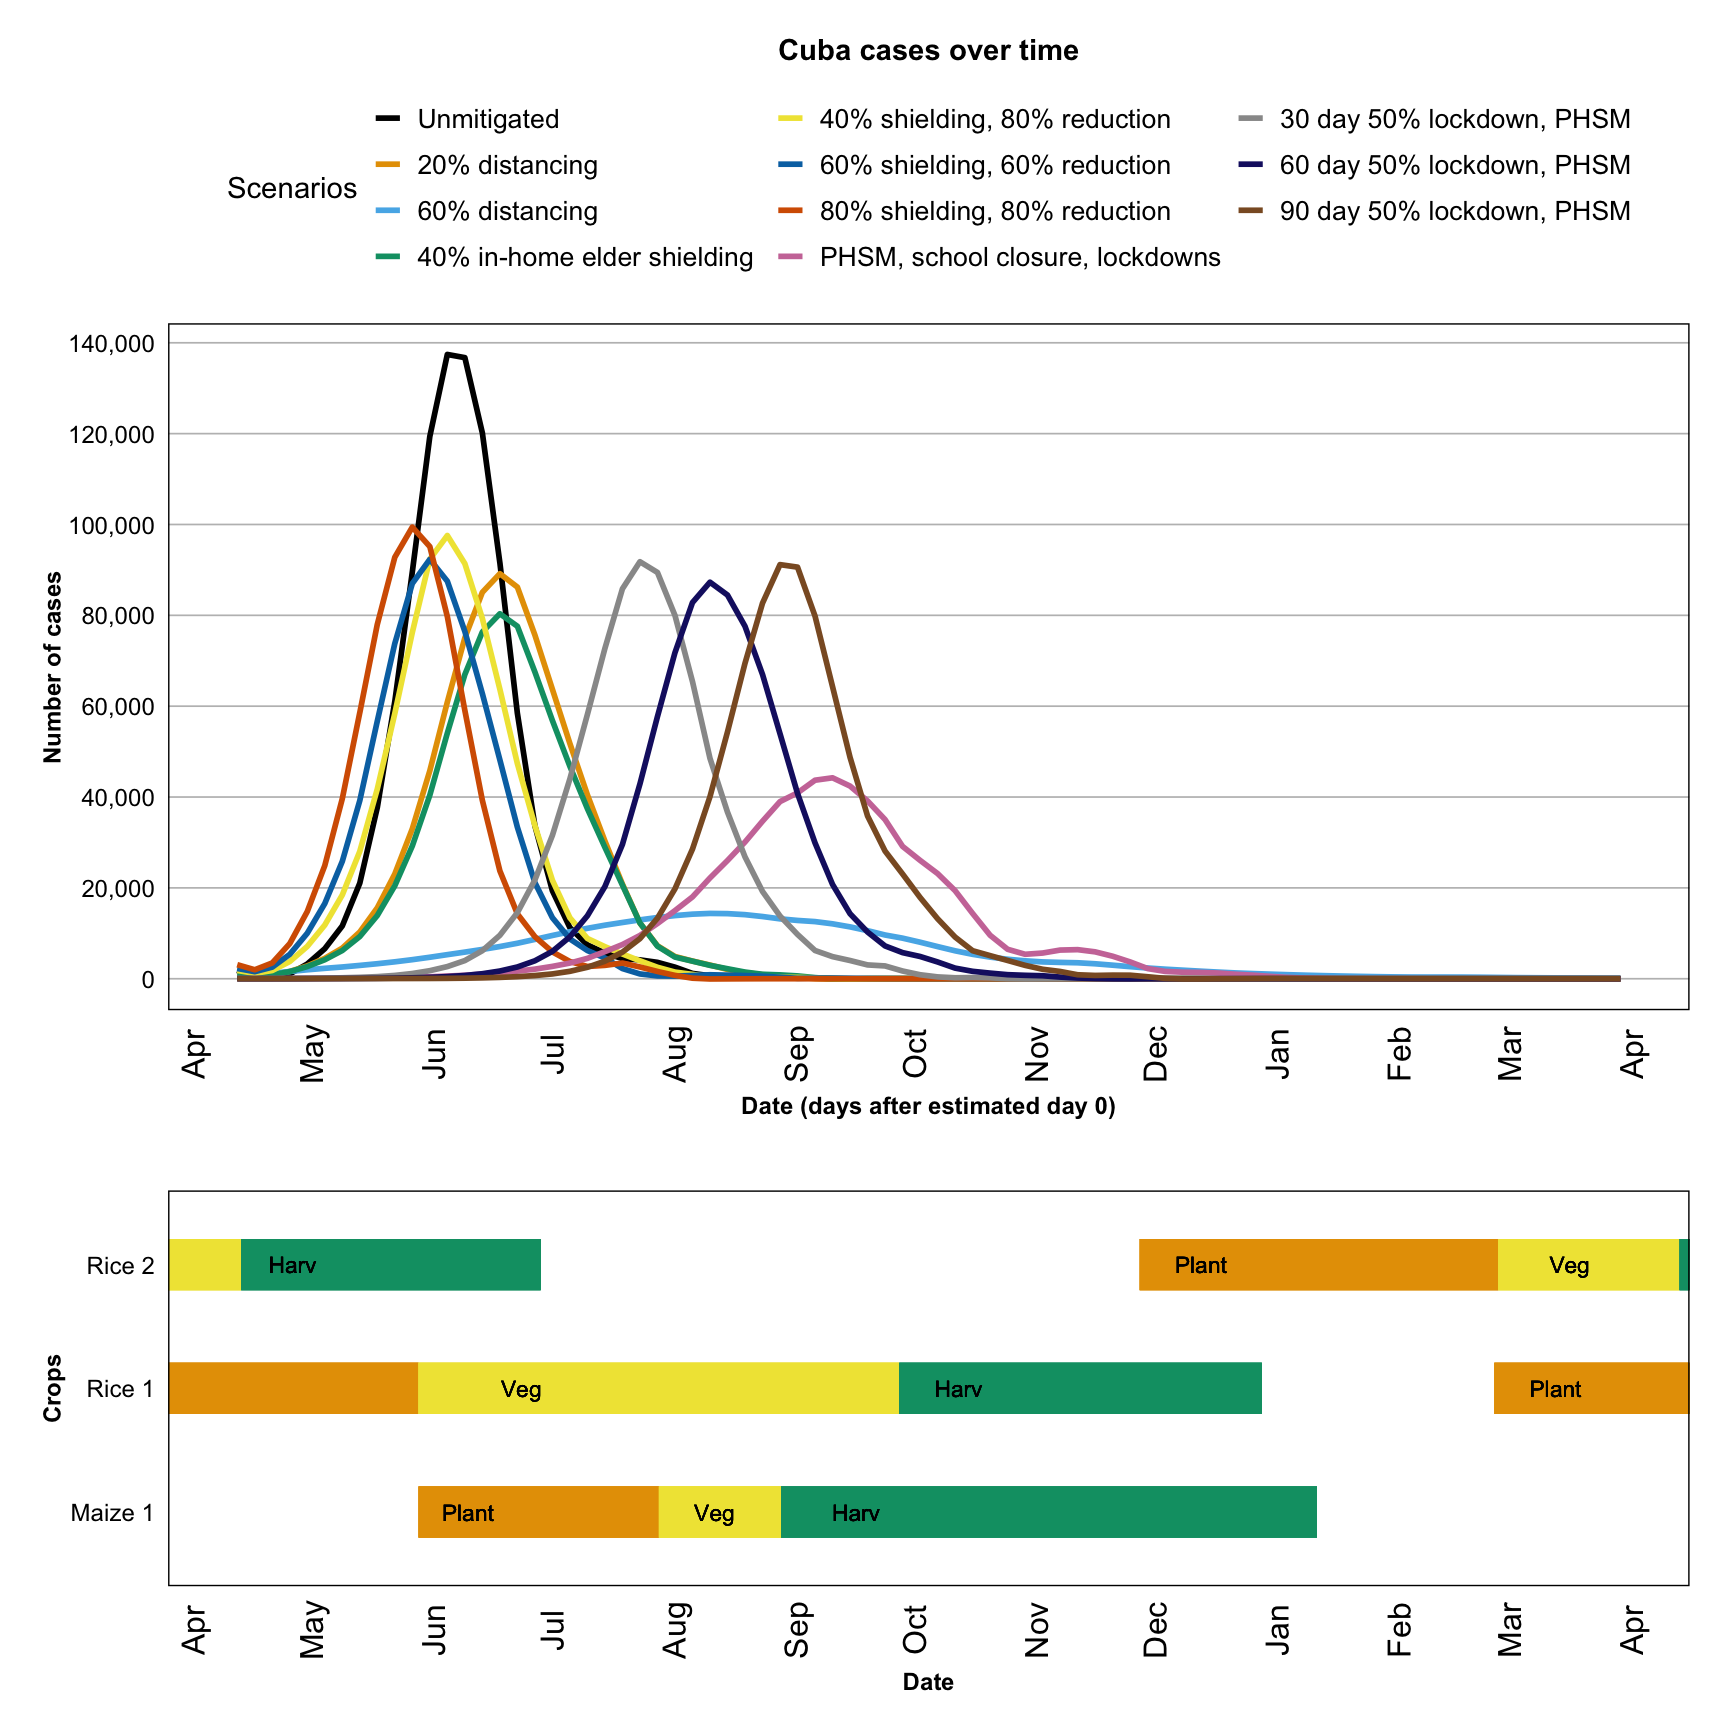 Cuba cases over time
Scenarios
Unmitigated
20% distancing
60% distancing
40% in-home elder shielding
40% shielding, 80% reduction
60% shielding, 60% reduction
80% shielding, 80% reduction
PHSM, school closure, lockdowns
30 day 50% lockdown, PHSM
60 day 50% lockdown, PHSM
90 day 50% lockdown, PHSM
Number of cases
140,000
120,000
100,000
80,000
60,000
40,000
20,000
0
Apr May Jun Jul Aug Sep Oct Nov Dec Jan Feb Mar Apr
Date (days after estimated day 0)
Crops
Rice 2 Harv Plant Veg
Rice 1 Veg Harv Plant
Maize 1 Plant Veg Harv
Apr May Jun Jul Aug Sep Oct Nov Dec Jan Feb Mar Apr
Date